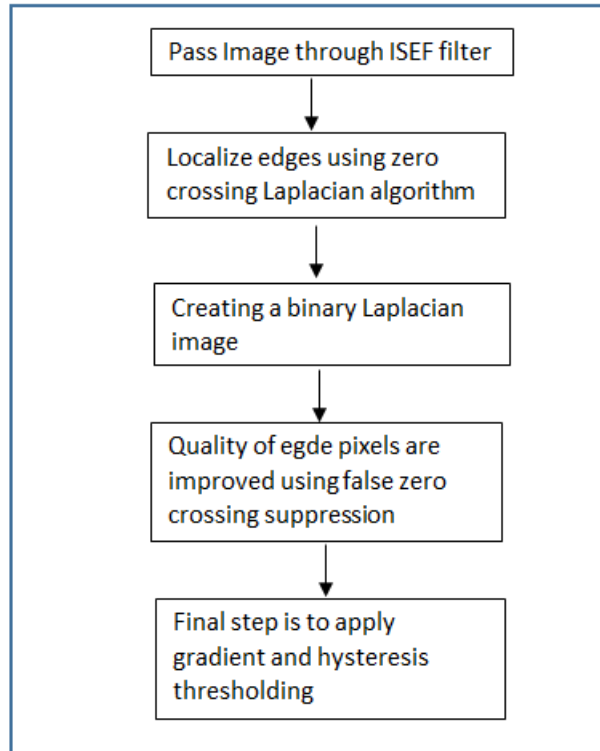 Pass Image through ISEF filter
Localize edges using zero
crossing Laplacian algorithm
Creating a binary Laplacian
image
Quality of egde pixels are
improved using false zero
crossing suppression
Final step is to apply
gradient and hysteresis
thresholding